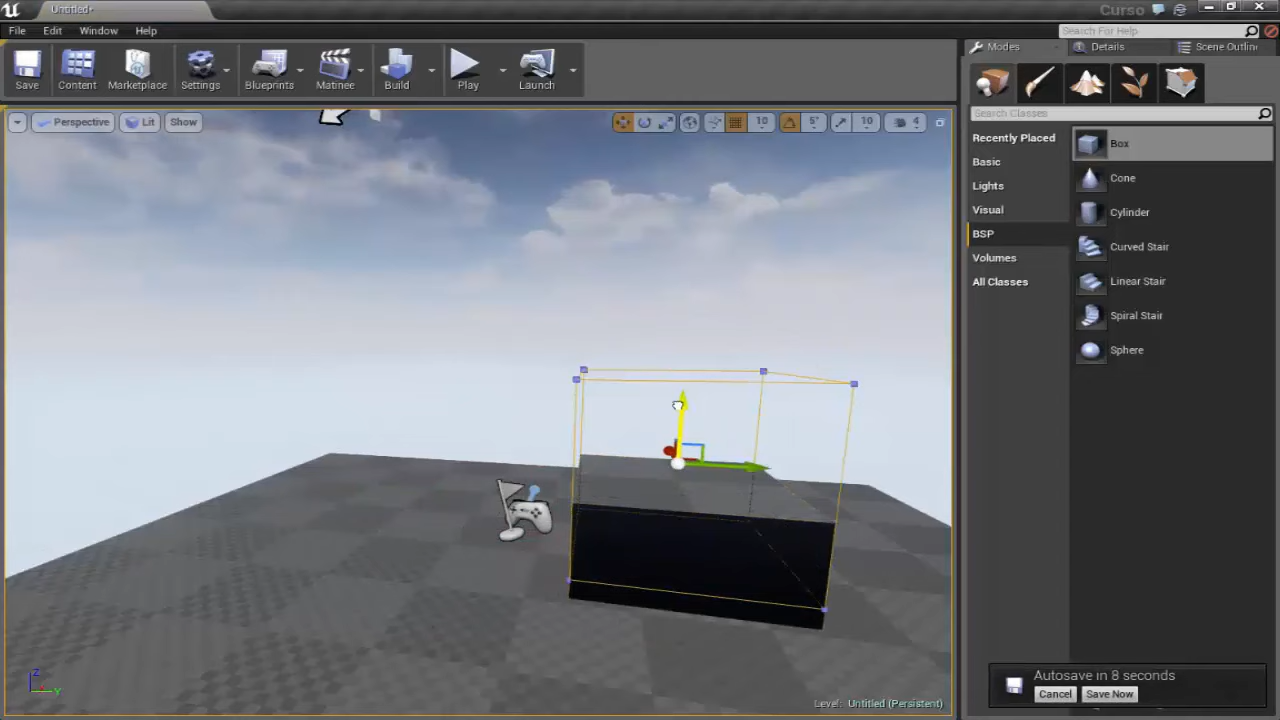 Untitled*
Curso
File Edit Window Help
Search For Help
Save Content Marketplace Settings Blueprints Matinee Build Play Launch
Modes Details Scene Outlin
Search Classes
Perspective Lit Show 10 5° 10 4
Recently Placed
Basic
Lights
Visual
BSP
Volumes
All Classes
Box
Cone
Cylinder
Curved Stair
Linear Stair
Spiral Stair
Sphere
Z
Y
Autosave in 8 seconds
Cancel Save Now
Level: Untitled (Persistent)